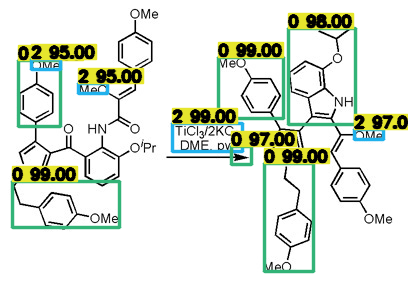 OMe
0 98.00
0 2 95.00
0 99.00
OMe
MeO
O
2 95.00
MeO
NH
O
HN
O
2 99.00
2 97.0
TiCl3/2KC
OMe
DME, py
0 97.00
OiPr
0 99.00
0 99.00
OMe
OMe
MeO